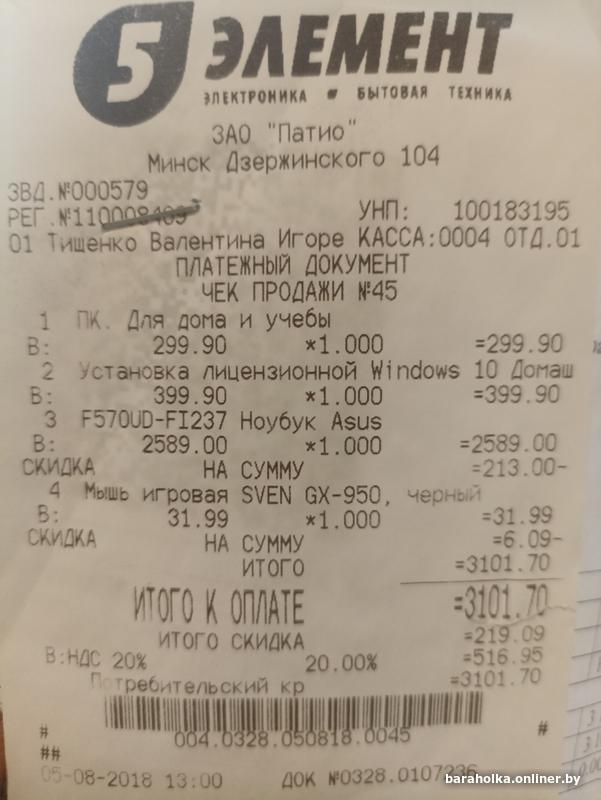 5 ЭЛЕМЕНТ
ЭЛЕКТРОНИКА БЫТОВАЯ ТЕХНИКА
ЗАО "Патио"
Минск Дзержинского 104
ЗВД.№000579
РЕГ.№110008409 УНП: 100183195
01 Тищенко Валентина Игоре КАССА:0004 ОТД.01
ПЛАТЕЖНЫЙ ДОКУМЕНТ
ЧЕК ПРОДАЖИ №45
1 ПК. Для дома и учебы
В: 299.90 *1.000 =299.90
2 Установка лицензионной Windows 10 Домаш
В: 399.90 *1.000 =399.90
3 F570UD-FI237 Ноубук Asus
В: 2589.00 *1.000 =2589.00
СКИДКА НА СУММУ =213.00-
4 Мышь игровая SVEN GX-950, черный
В: 31.99 *1.000 =31.99
СКИДКА НА СУММУ =6.09-
ИТОГО =3101.70
ИТОГО К ОПЛАТЕ =3101.70
ИТОГО СКИДКА =219.09
В:НДС 20% 20.00% =516.95
Потребительский кр =3101.70
004.0328.050818.0045
# #
##
05-08-2018 13:00 ДОК №0328.0107236
baraholka.onliner.by